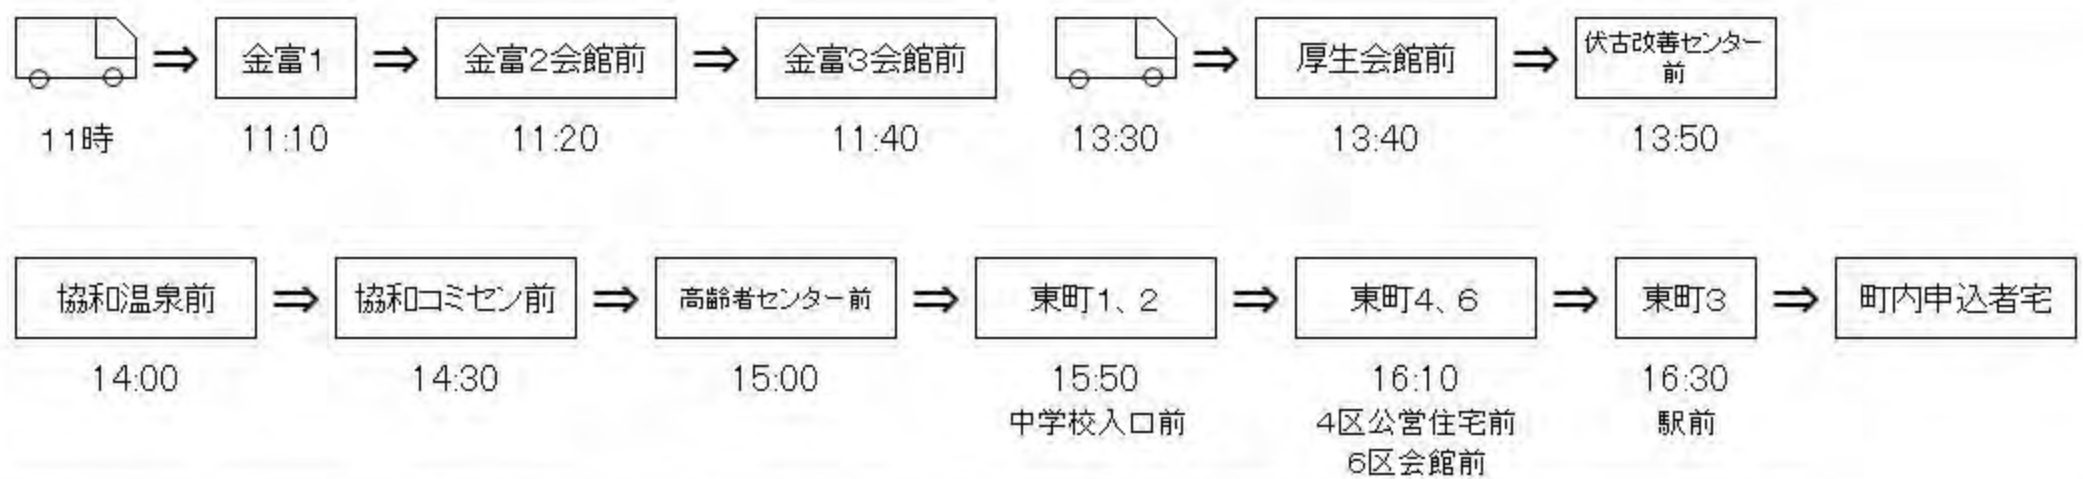 金富1
金富2会館前
金富3会館前
厚生会館前
伏古改善センター
前
11時
11:10
11:20
11:40
13:30
13:40
13:50
協和温泉前
協和コミセン前
高齢者センター前
東町1、2
東町4、6
東町3
町内申込者宅
14:00
14:30
15:00
15:50
16:10
16:30
中学校入口前
4区公営住宅前
駅前
6区会館前